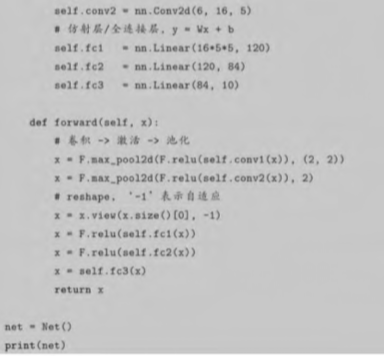 self.conv2 = nn.Conv2d(6, 16, 5)
# 仿射层/全连接层，y = Wx + b
self.fc1 = nn.Linear(16*5*5, 120)
self.fc2 = nn.Linear(120, 84)
self.fc3 = nn.Linear(84, 10)
def forward(self, x):
# 卷积 -> 激活 -> 池化
x = F.max_pool2d(F.relu(self.conv1(x)), (2, 2))
x = F.max_pool2d(F.relu(self.conv2(x)), 2)
# reshape, '-1' 表示自适应
x = x.view(x.size()[0], -1)
x = F.relu(self.fc1(x))
x = F.relu(self.fc2(x))
x = self.fc3(x)
return x
net = Net()
print(net)